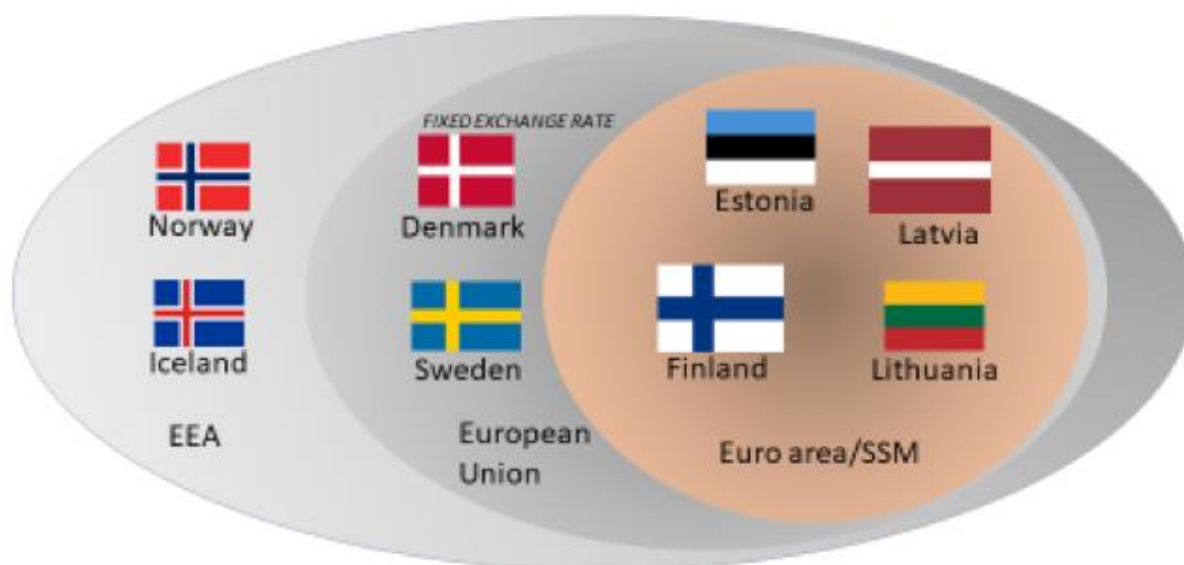 FIXED EXCHANGE RATE
Norway
Denmark
Estonia
Latvia
Iceland
Sweden
Finland
Lithuania
EEA
European
Union
Euro area/SSM